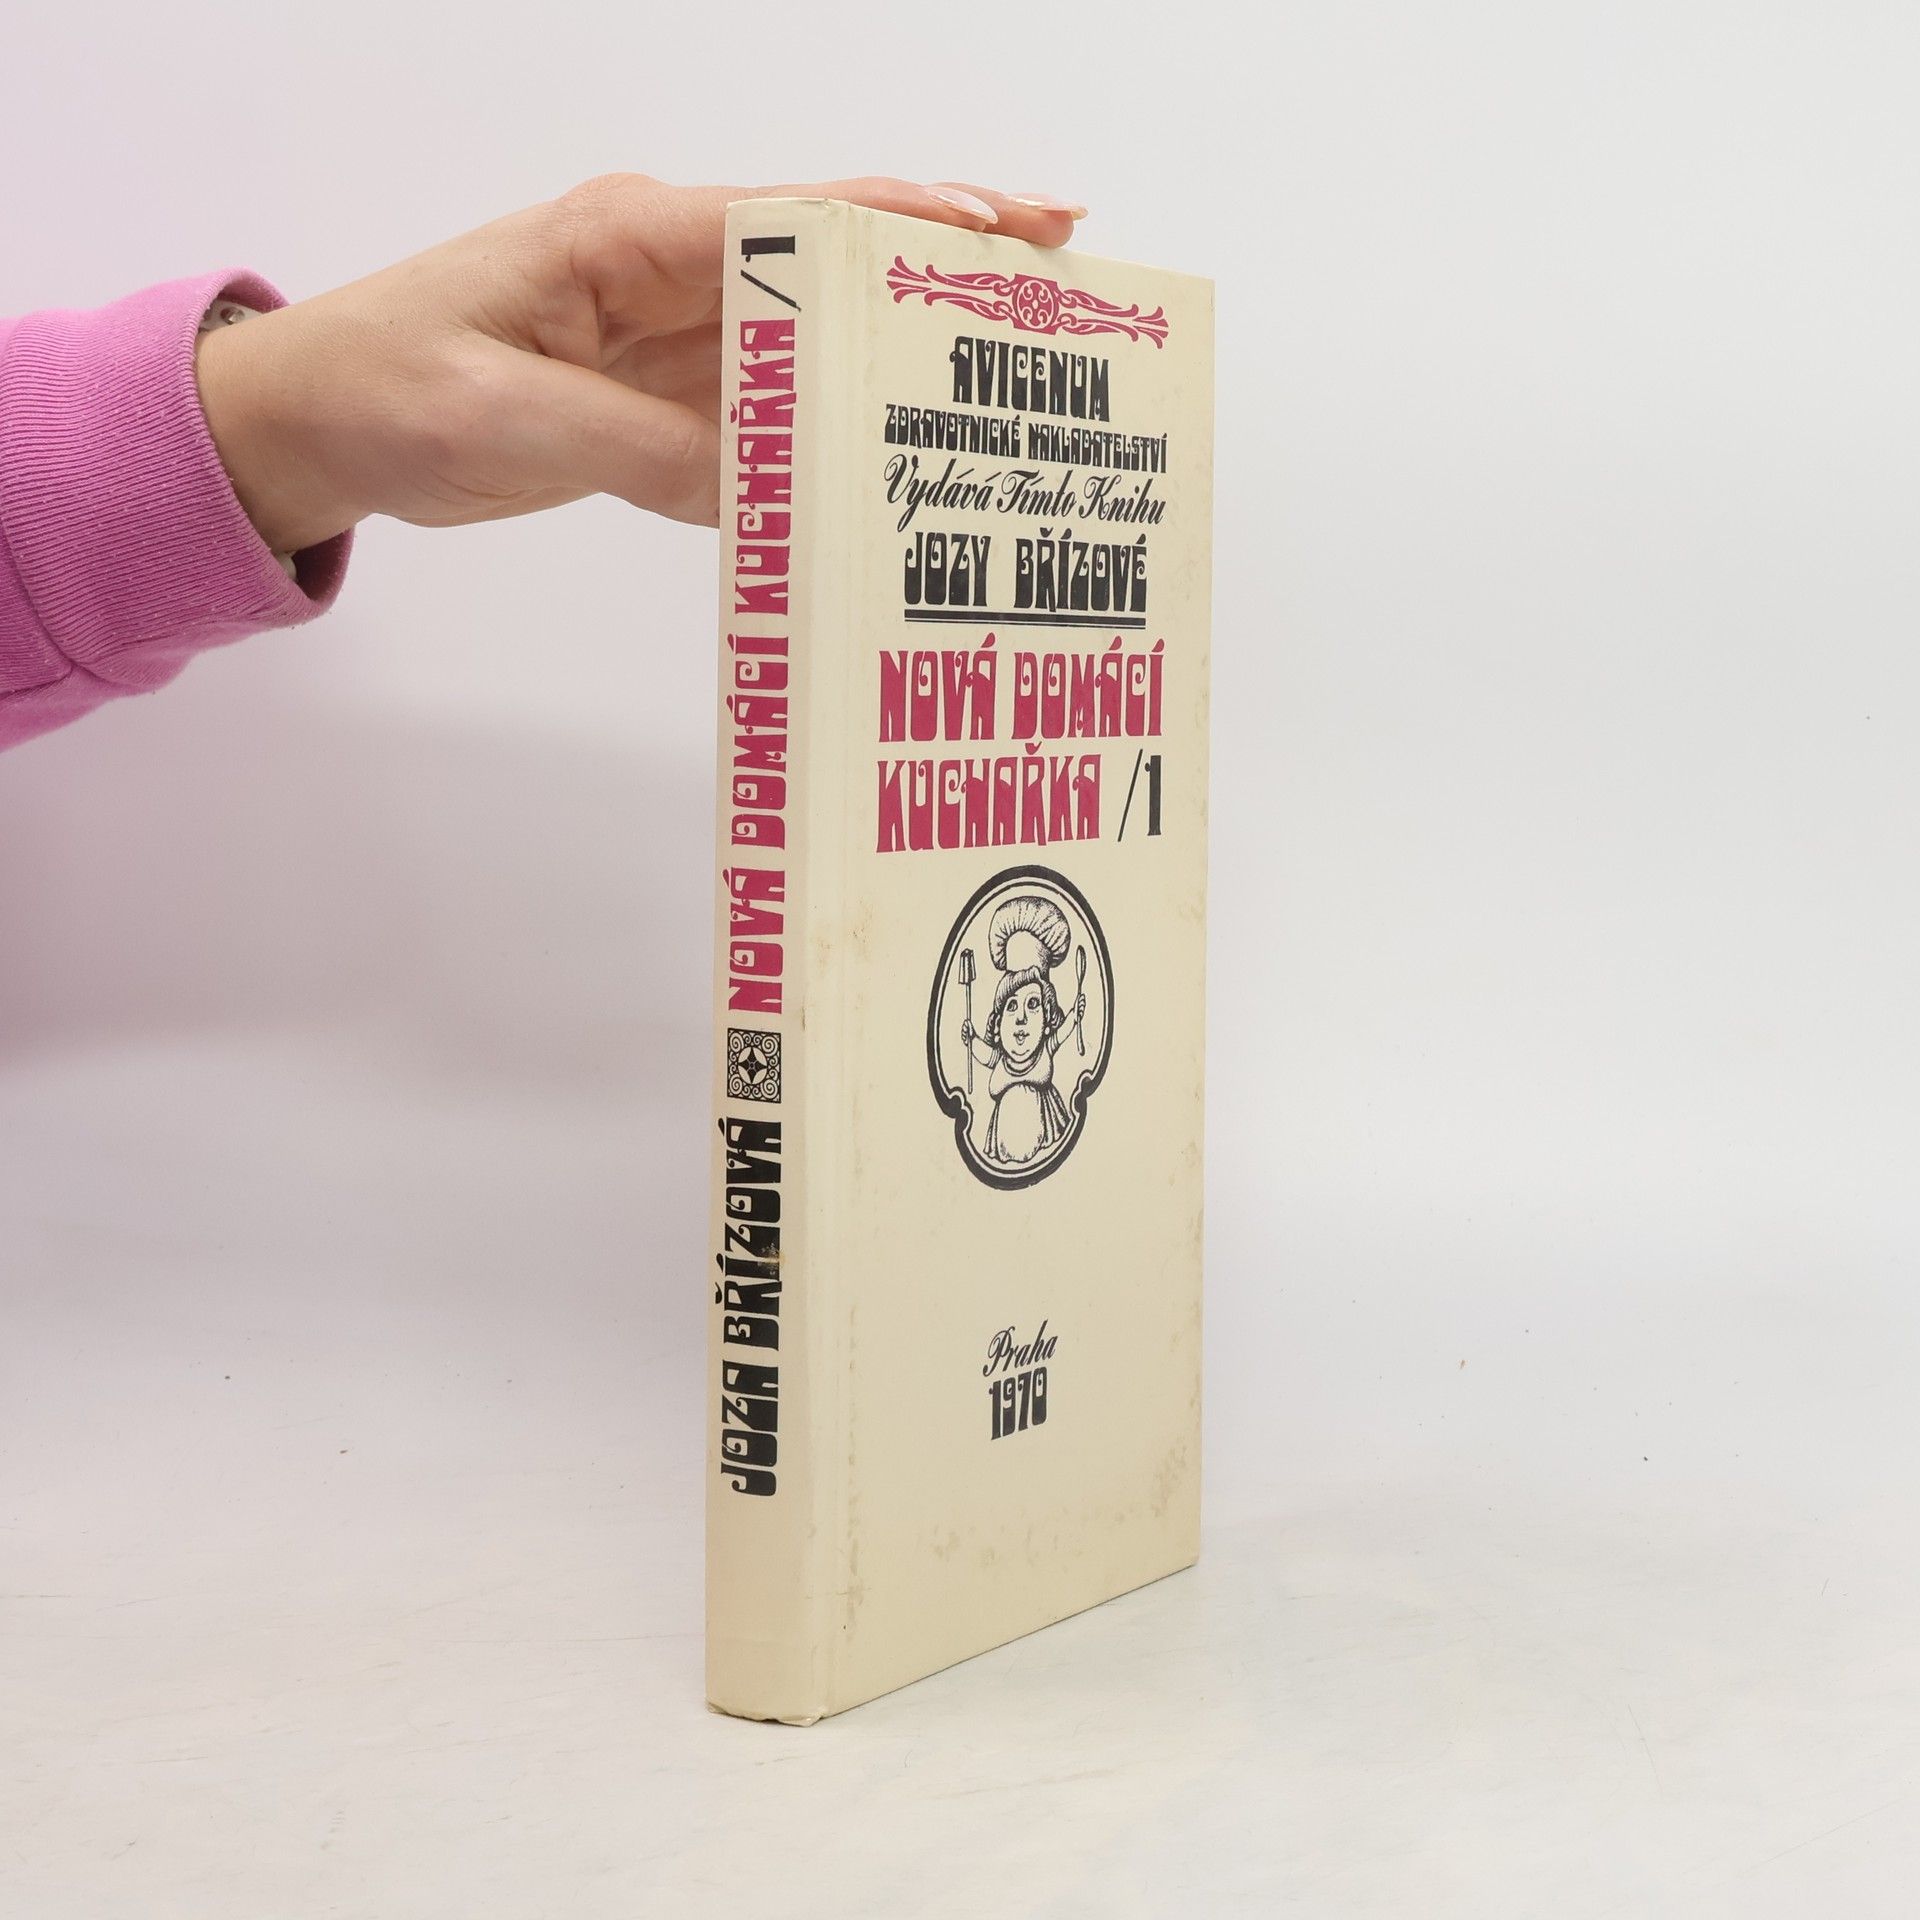 JOZA BŘÍZOVÁ NOVÁ DOMÁCÍ KUCHAŘKA /1
AVICENUM
ZDRAVOTNICKÉ NAKLADATELSTVÍ
Vydává Tímto Knihu
JOZY BŘÍZOVÉ
NOVÁ DOMÁCÍ
KUCHAŘKA /1
Praha
1970